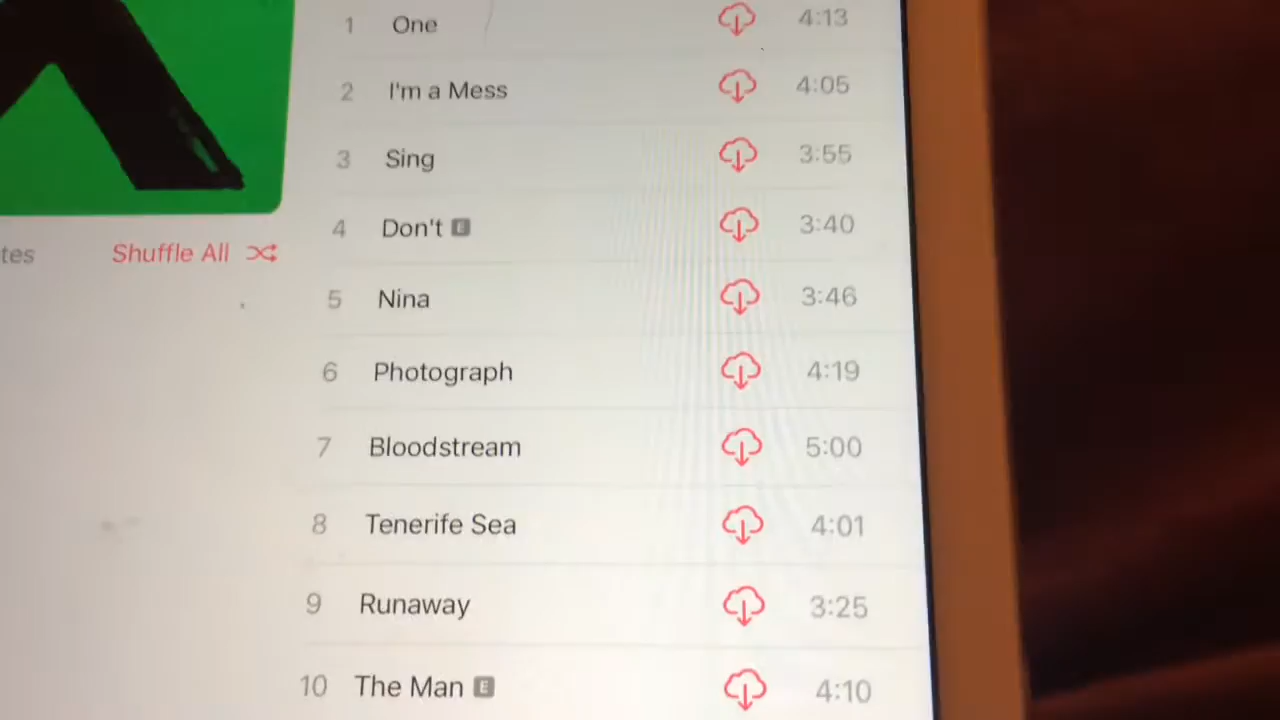 1 One 4:13
2 I'm a Mess 4:05
3 Sing 3:55
4 Don't E 3:40
tes Shuffle All
5 Nina 3:46
6 Photograph 4:19
7 Bloodstream 5:00
8 Tenerife Sea 4:01
9 Runaway 3:25
10 The Man E 4:10